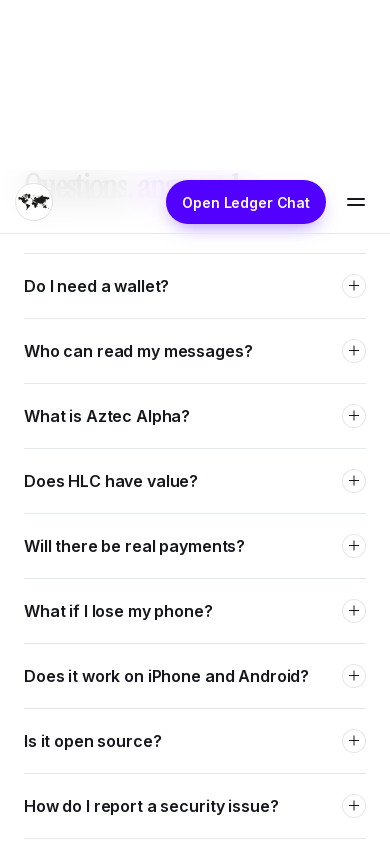 Questions,
Open Ledger Chat
Do I need a wallet?
Who can read my messages?
What is Aztec Alpha?
Does HLC have value?
Will there be real payments?
What if I lose my phone?
Does it work on iPhone and Android?
Is it open source?
How do I report a security issue?